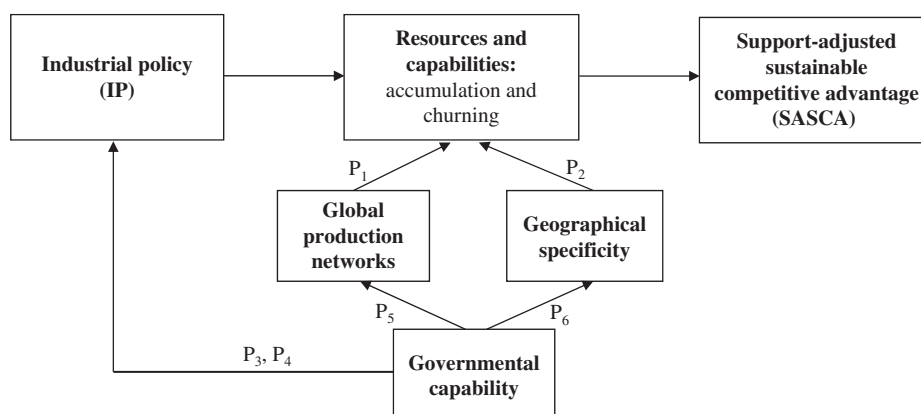 Industrial policy
(IP)
Resources and
capabilities:
accumulation and
churning
Support-adjusted
sustainable
competitive advantage
(SASCA)
P₁
P₂
Global
production
networks
Geographical
specificity
P₅
P₆
P₃, P₄
Governmental
capability